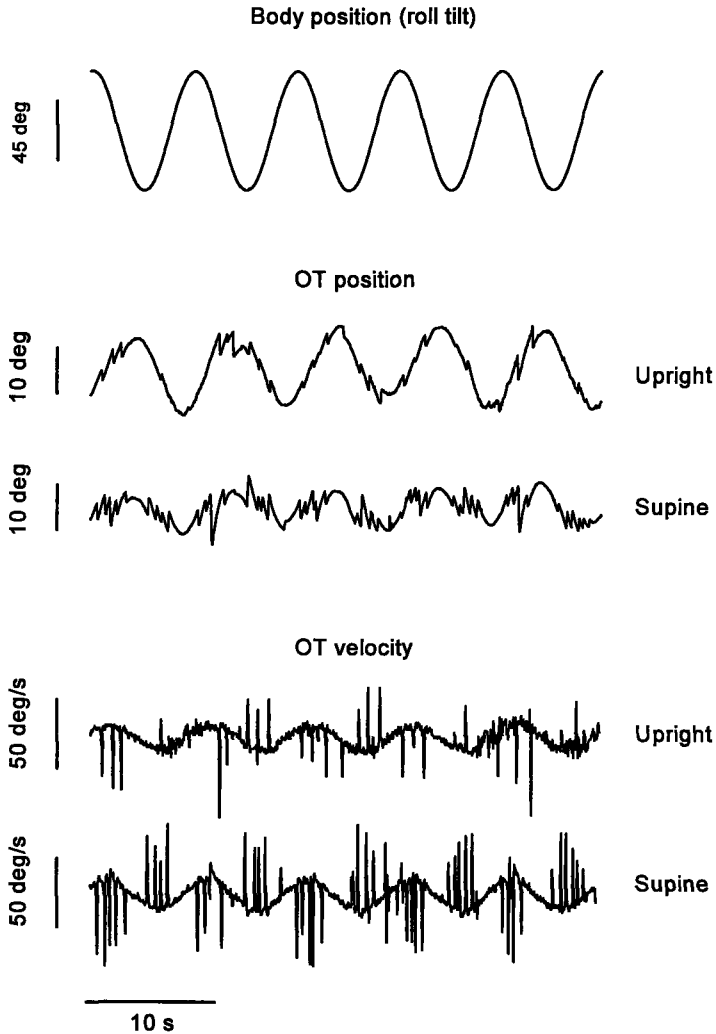 Body position (roll tilt)
45 deg
OT position
10 deg
Upright
10 deg
Supine
OT velocity
50 deg/s
Upright
50 deg/s
Supine
10 s